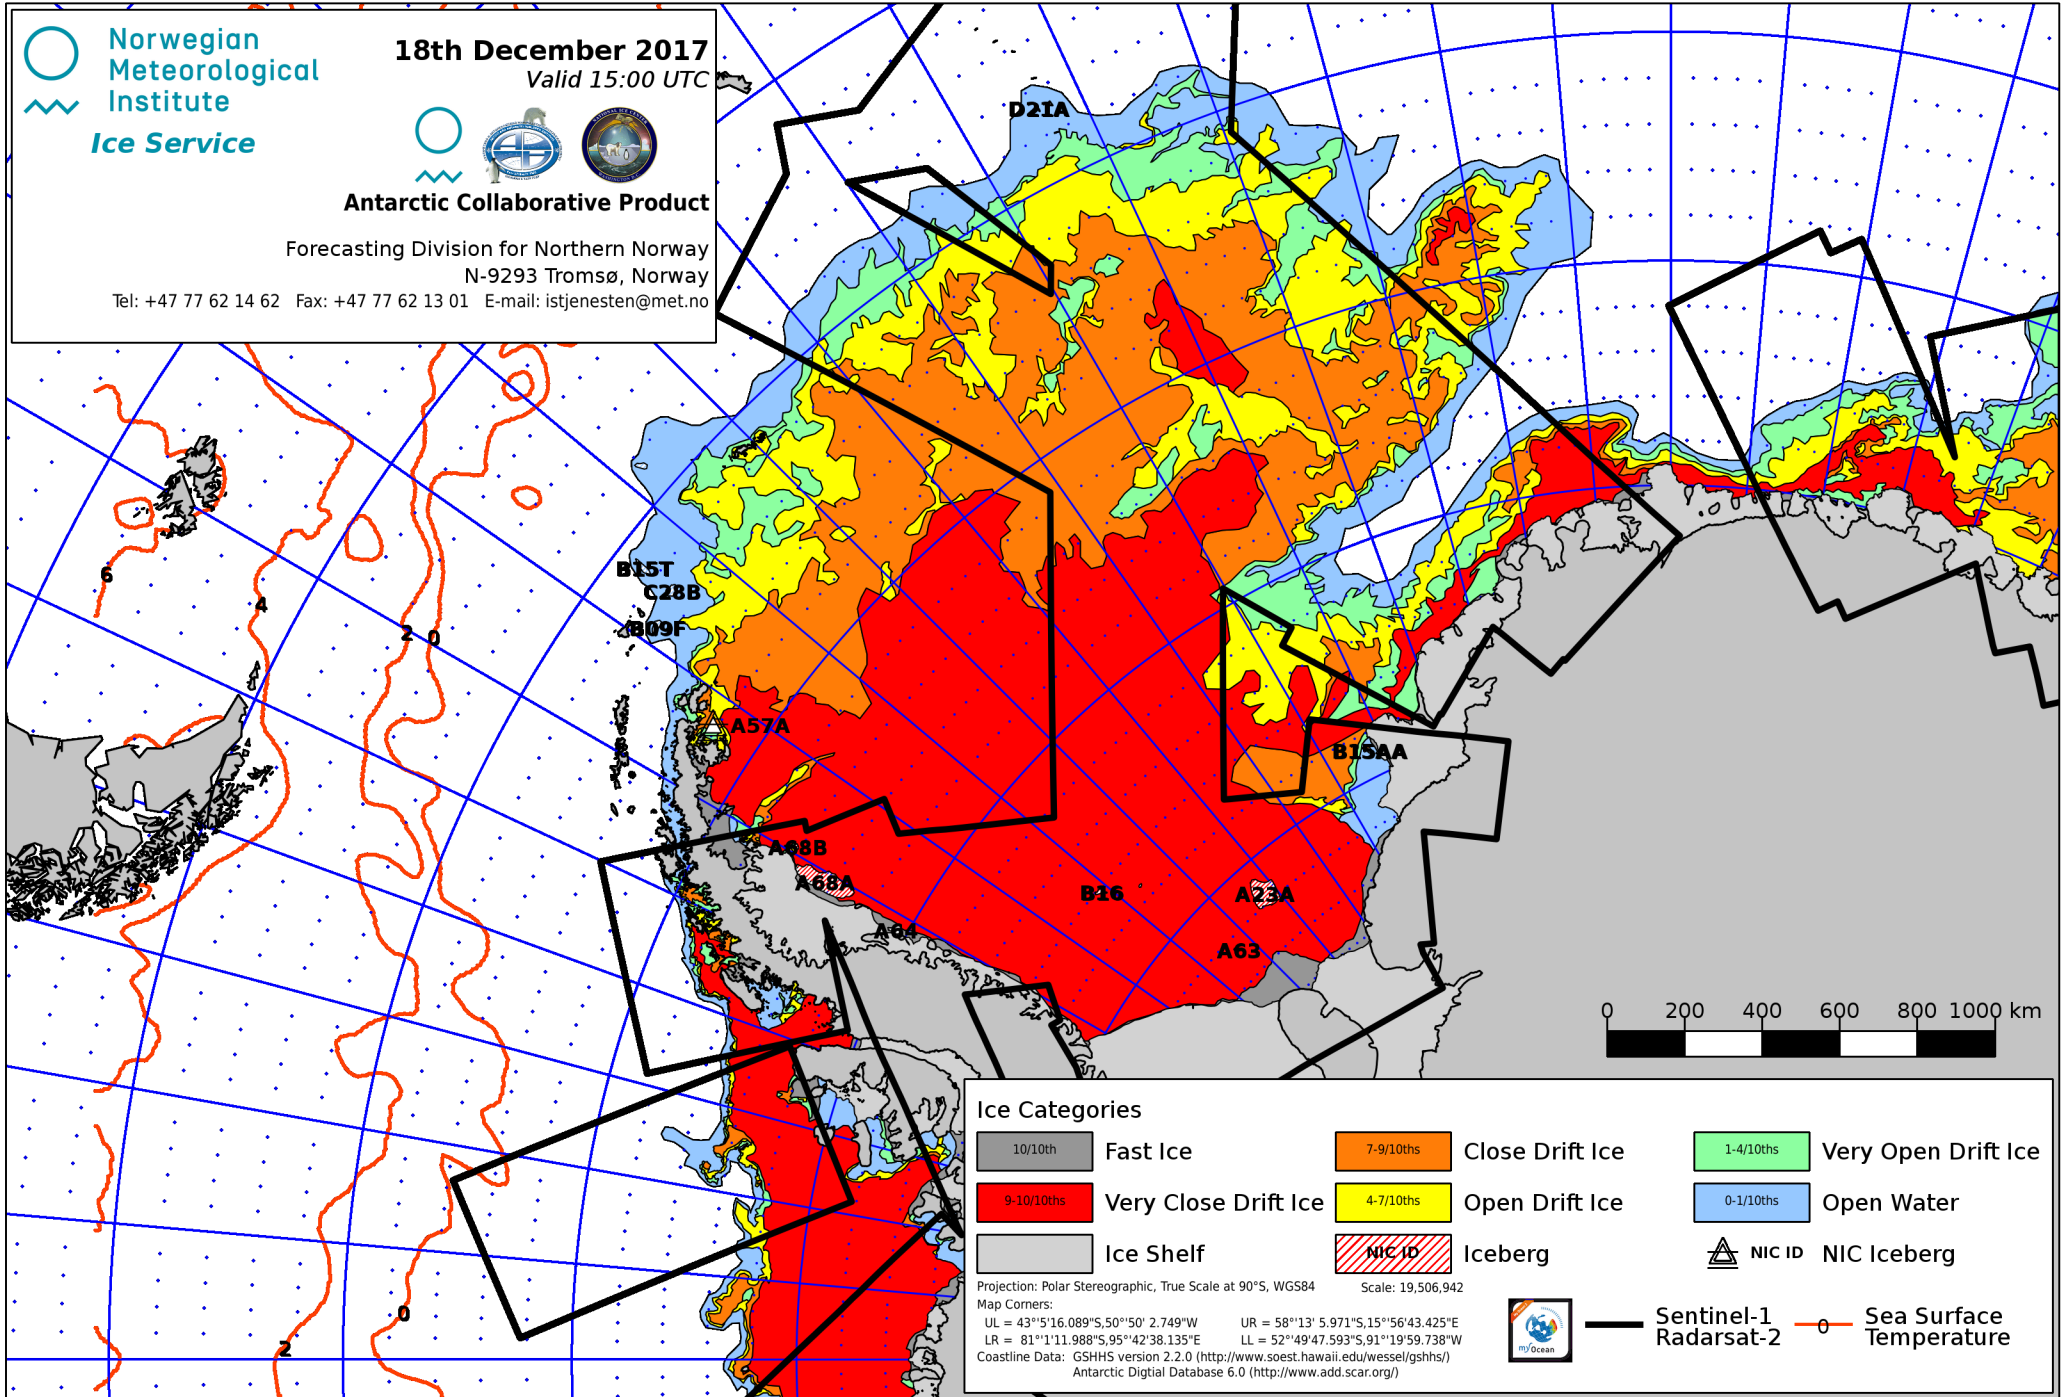 Norwegian
Meteorological
Institute
Ice Service
18th December 2017
Valid 15:00 UTC
Antarctic Collaborative Product
Forecasting Division for Northern Norway
N-9293 Tromsø, Norway
Tel: +47 77 62 14 62 Fax: +47 77 62 13 01 E-mail: istjenesten@met.no
D21A
B15T
C28B
B09F
6
4
2
0
A57A
B15AA
A68B
A68A
B16
A23A
A64
A63
0 200 400 600 800 1000 km
0
2
Ice Categories
10/10th Fast Ice
7-9/10ths Close Drift Ice
1-4/10ths Very Open Drift Ice
9-10/10ths Very Close Drift Ice
4-7/10ths Open Drift Ice
0-1/10ths Open Water
Ice Shelf
NIC ID Iceberg
NIC ID NIC Iceberg
Projection: Polar Stereographic, True Scale at 90°S, WGS84 Scale: 19,506,942
Map Corners:
UL = 43°'5'16.089"S,50°'50' 2.749"W UR = 58°'13' 5.971"S,15°'56'43.425"E
LR = 81°'1'11.988"S,95°'42'38.135"E LL = 52°'49'47.593"S,91°'19'59.738"W
Coastline Data: GSHHS version 2.2.0 (http://www.soest.hawaii.edu/wessel/gshhs/)
Antarctic Digtial Database 6.0 (http://www.add.scar.org/)
myOcean
Sentinel-1
Radarsat-2
0
Sea Surface
Temperature